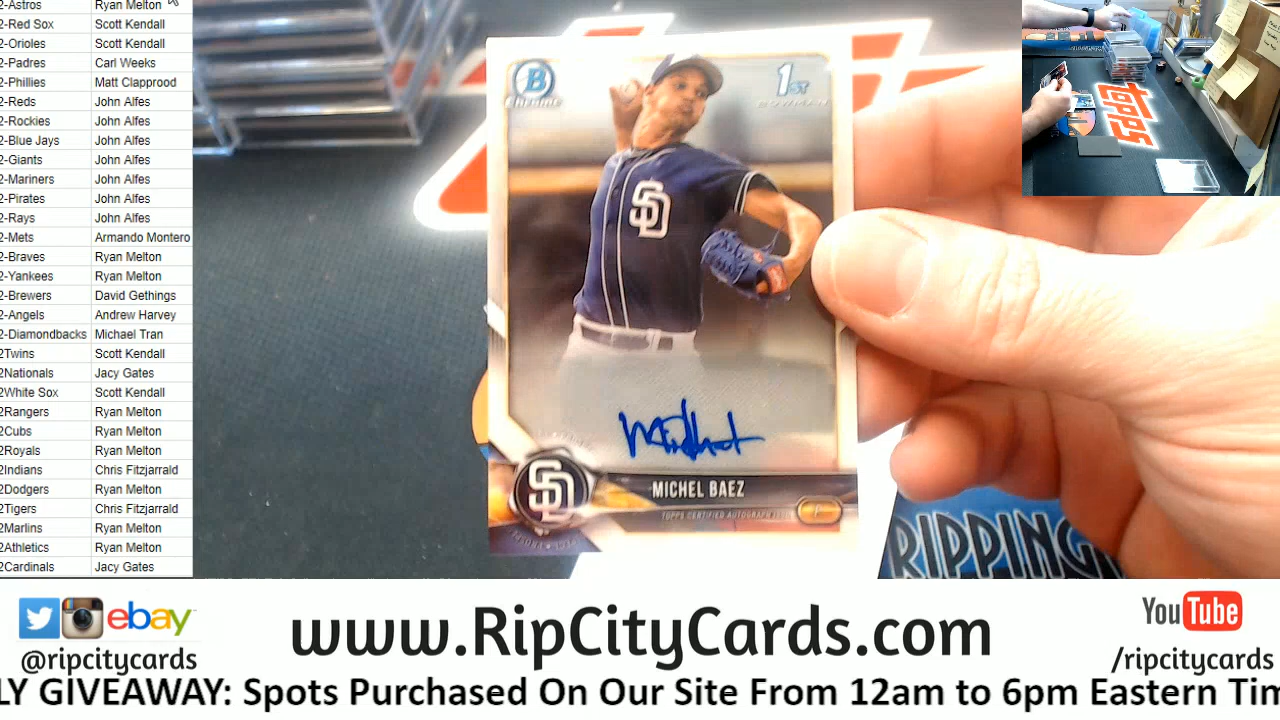 2-Astros Ryan Melton
2-Red Sox Scott Kendall
2-Orioles Scott Kendall
2-Padres Carl Weeks
2-Phillies Matt Clapprood
2-Reds John Alfes
2-Rockies John Alfes
2-Blue Jays John Alfes
2-Giants John Alfes
2-Mariners John Alfes
2-Pirates John Alfes
2-Rays John Alfes
2-Mets Armando Montero
2-Braves Ryan Melton
2-Yankees Ryan Melton
2-Brewers David Gethings
2-Angels Andrew Harvey
2-Diamondbacks Michael Tran
2Twins Scott Kendall
2Nationals Jacy Gates
2White Sox Scott Kendall
2Rangers Ryan Melton
2Cubs Ryan Melton
2Royals Ryan Melton
2Indians Chris Fitzjarrald
2Dodgers Ryan Melton
2Tigers Chris Fitzjarrald
2Marlins Ryan Melton
2Athletics Ryan Melton
2Cardinals Jacy Gates
B
Chrome
1ST
BOWMAN
SD
SD
MICHEL BAEZ
TOPPS CERTIFIED AUTOGRAPH
topps
RIPPING
ebay
@ripcitycards
www.RipCityCards.com
YouTube
/ripcitycards
LY GIVEAWAY: Spots Purchased On Our Site From 12am to 6pm Eastern Tim